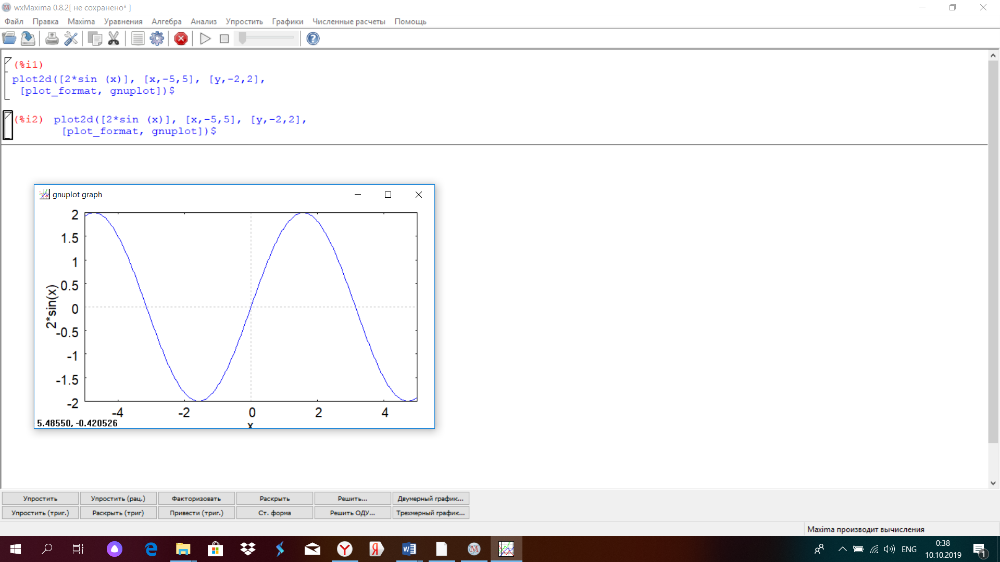 wxMaxima 0.8.2[ не сохранено* ]
Файл Правка Maxima Уравнения Алгебра Анализ Упростить Графики Численные расчеты Помощь
(%i1)
plot2d([2*sin (x)], [x,-5,5], [y,-2,2],
[plot_format, gnuplot])$
(%i2) plot2d([2*sin (x)], [x,-5,5], [y,-2,2],
[plot_format, gnuplot])$
gnuplot graph
2
1.5
1
0.5
0
-0.5
-1
-1.5
-2
2*sin(x)
-4 -2 0 2 4
x
5.48550, -0.420526
Упростить Упростить (рац.) Факторизовать Раскрыть Решить... Двумерный график...
Упростить (триг.) Раскрыть (триг) Привести (триг.) Ст. форма Решить ОДУ... Трехмерный график...
Maxima производит вычисления
ENG
0:38
10.10.2019
1